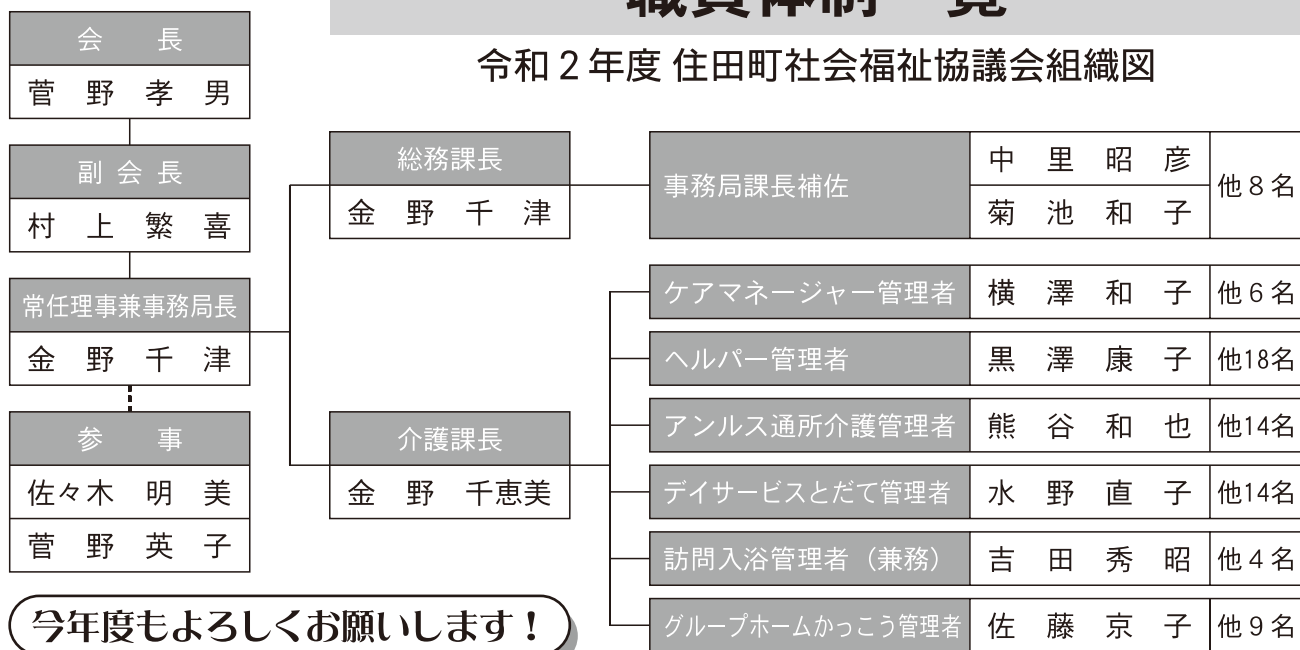 職員体制一覧
令和2年度 住田町社会福祉協議会組織図
会長
菅野孝男
副会長
村上繁喜
常任理事兼事務局長
金野千津
参事
佐々木明美
菅野英子
総務課長
金野千津
介護課長
金野千恵美
事務局課長補佐 中里昭彦 他8名
菊池和子
ケアマネージャー管理者 横澤和子 他6名
ヘルパー管理者 黒澤康子 他18名
アンルス通所介護管理者 熊谷和也 他14名
デイサービスとだて管理者 水野直子 他14名
訪問入浴管理者（兼務） 吉田秀昭 他4名
グループホームかっこう管理者 佐藤京子 他9名
今年度もよろしくお願いします！